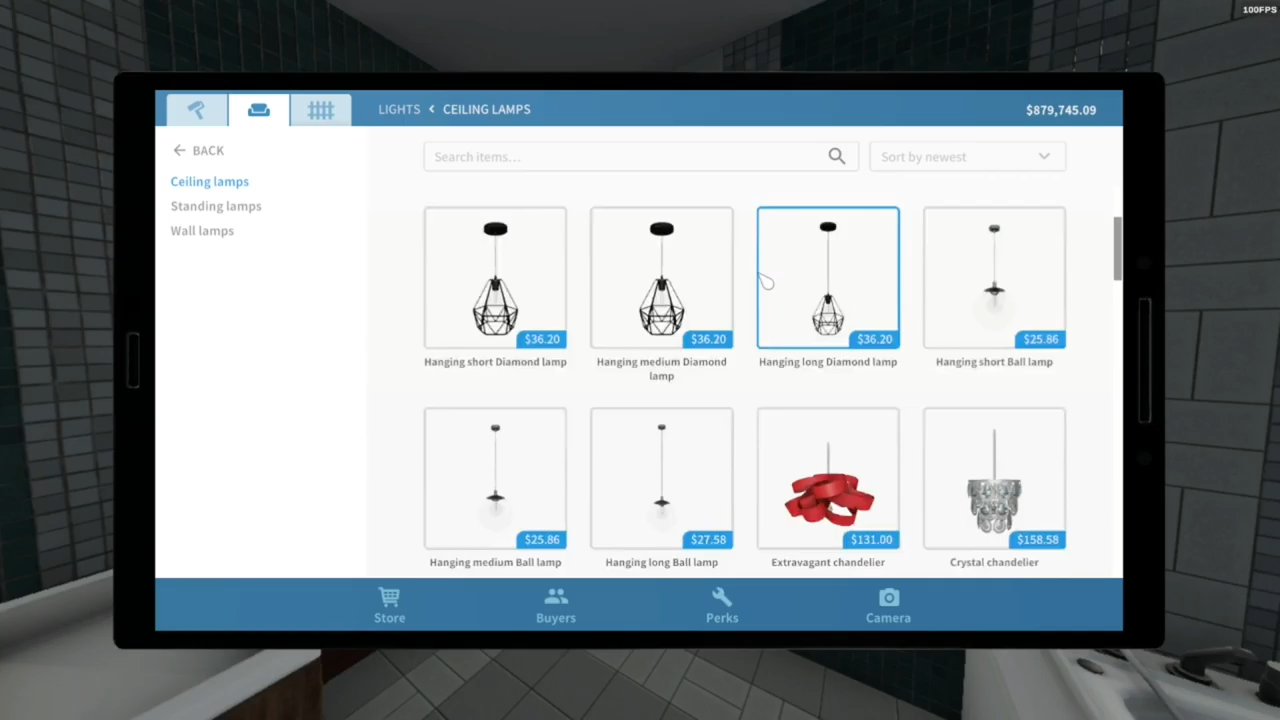 100FPS
LIGHTS < CEILING LAMPS
$879,745.09
BACK
Search items...
Sort by newest
Ceiling lamps
Standing lamps
Wall lamps
$36.20
$36.20
$36.20
$25.86
Hanging short Diamond lamp
Hanging medium Diamond
lamp
Hanging long Diamond lamp
Hanging short Ball lamp
$25.86
$27.58
$131.00
$158.58
Hanging medium Ball lamp
Hanging long Ball lamp
Extravagant chandelier
Crystal chandelier
Store
Buyers
Perks
Camera